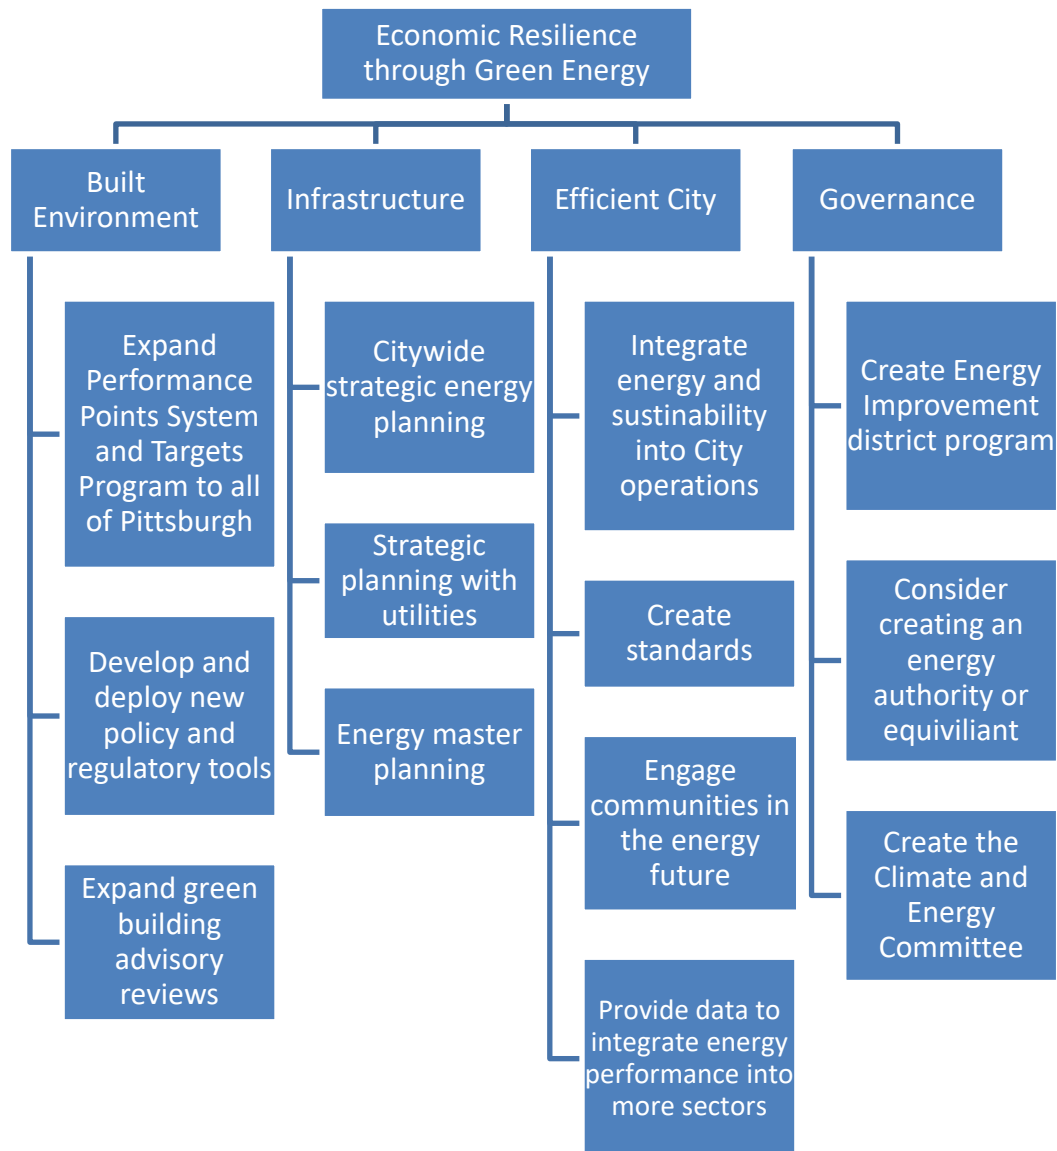 Economic Resilience
through Green Energy
Built
Environment
Expand
Performance
Points System
and Targets
Program to all
of Pittsburgh
Develop and
deploy new
policy and
regulatory tools
Expand green
building
advisory
reviews
Infrastructure
Citywide
strategic energy
planning
Strategic
planning with
utilities
Energy master
planning
Efficient City
Integrate
energy and
sustinability
into City
operations
Create
standards
Engage
communities in
the energy
future
Provide data to
integrate energy
performance into
more sectors
Governance
Create Energy
Improvement
district program
Consider
creating an
energy
authority or
equiviliant
Create the
Climate and
Energy
Committee